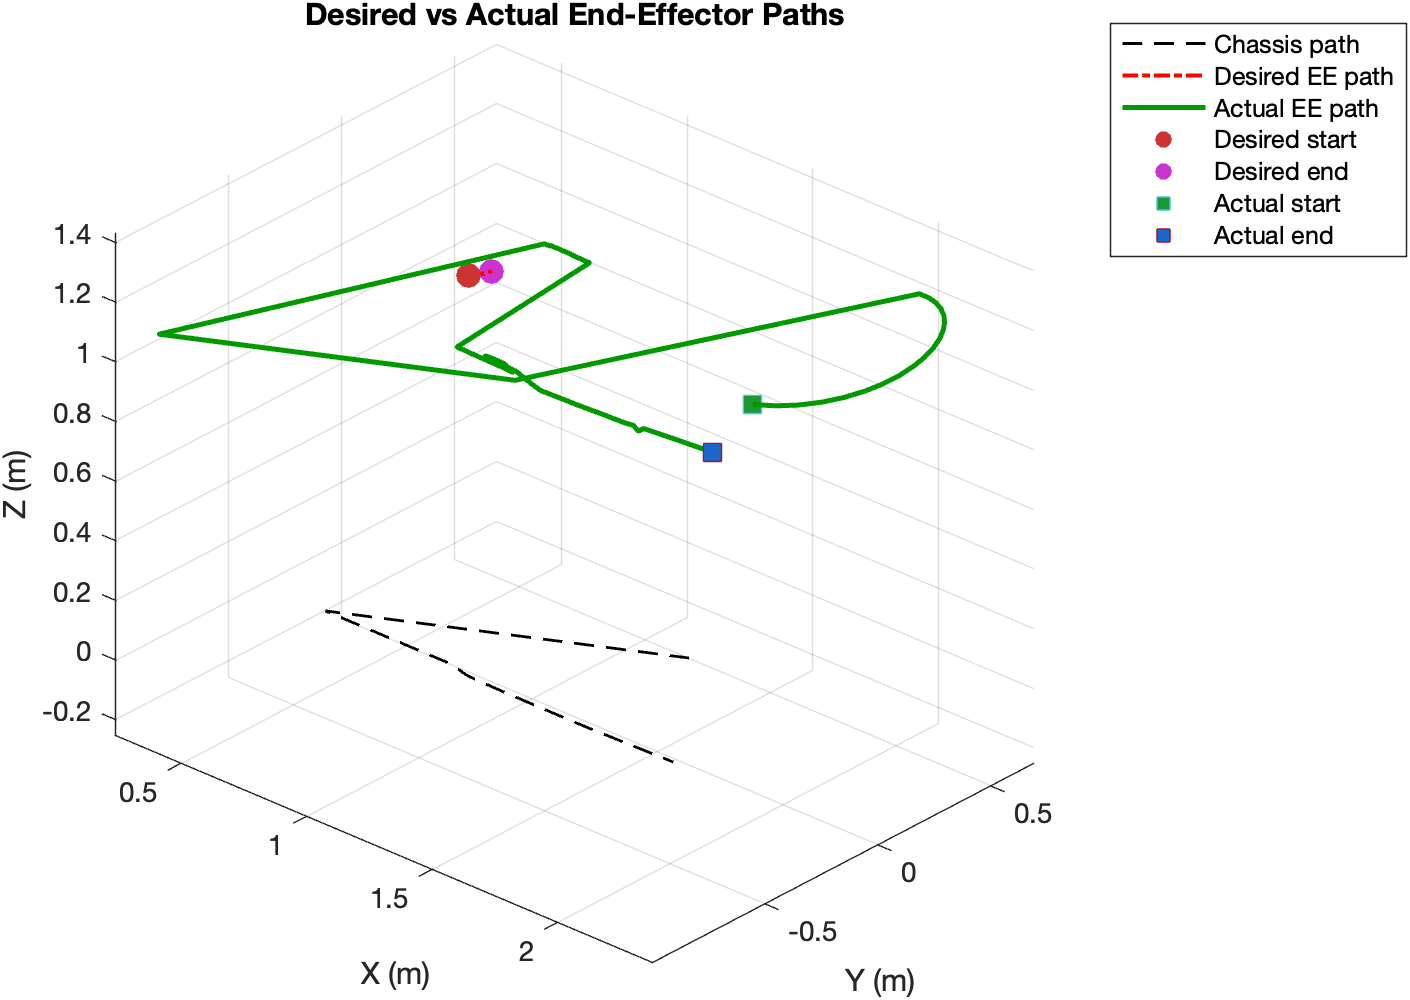 Desired vs Actual End-Effector Paths
Chassis path
Desired EE path
Actual EE path
Desired start
Desired end
Actual start
Actual end
1.4
1.2
1
0.8
0.6
0.4
0.2
0
-0.2
Z (m)
0.5
1
1.5
2
X (m)
-0.5
0
0.5
Y (m)